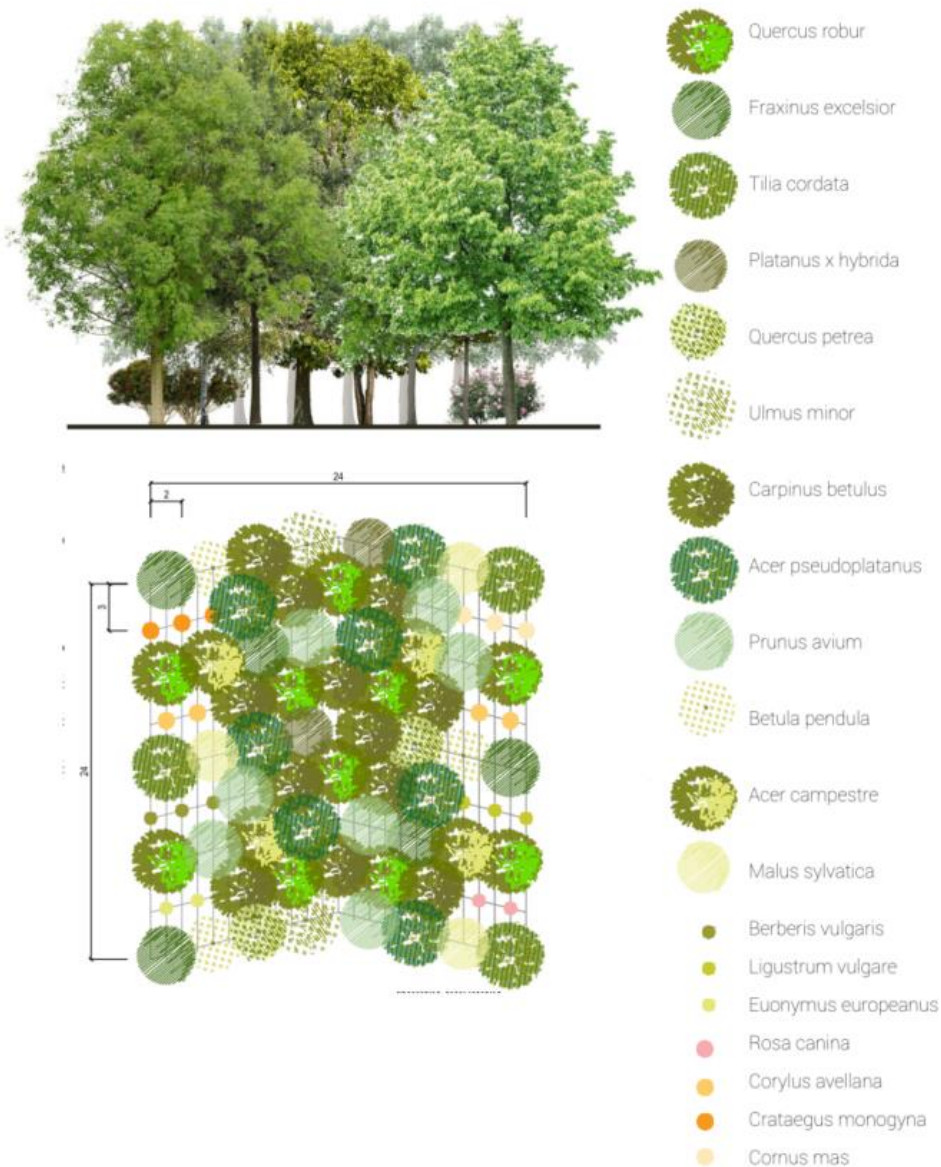 Quercus robur
Fraxinus excelsior
Tilia cordata
Platanus x hybrida
Quercus petrea
Ulmus minor
Carpinus betulus
Acer pseudoplatanus
Prunus avium
Betula pendula
Acer campestre
Malus sylvatica
Berberis vulgaris
Ligustrum vulgare
Euonymus europeanus
Rosa canina
Corylus avellana
Crataegus monogyna
Cornus mas
24
2
3
24